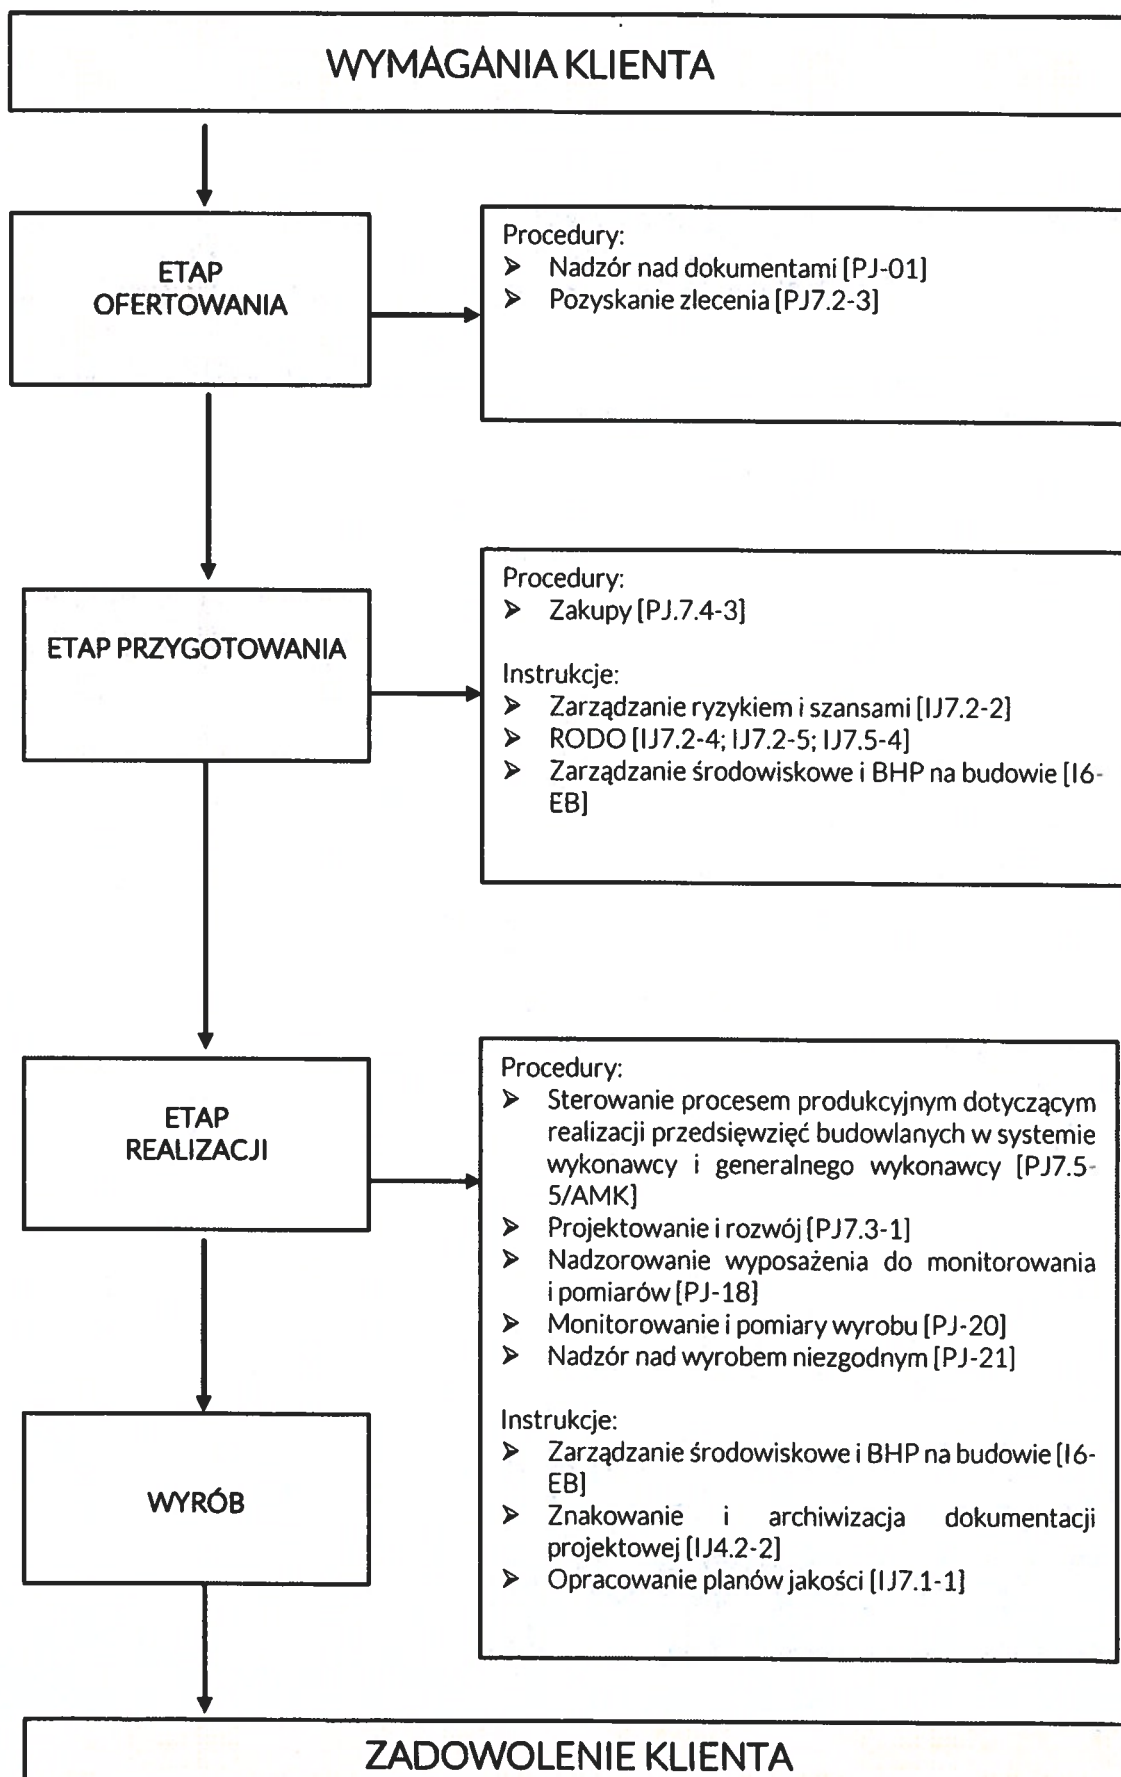 WYMAGANIA KLIENTA
ETAP
OFERTOWANIA
Procedury:
➤ Nadzór nad dokumentami [PJ-01]
➤ Pozyskanie zlecenia [PJ7.2-3]
ETAP PRZYGOTOWANIA
Procedury:
➤ Zakupy [PJ.7.4-3]
Instrukcje:
➤ Zarządzanie ryzykiem i szansami [IJ7.2-2]
➤ RODO [IJ7.2-4; IJ7.2-5; IJ7.5-4]
➤ Zarządzanie środowiskowe i BHP na budowie [I6-
EB]
ETAP
REALIZACJI
Procedury:
➤ Sterowanie procesem produkcyjnym dotyczącym
realizacji przedsięwzięć budowlanych w systemie
wykonawcy i generalnego wykonawcy [PJ7.5-
5/AMK]
➤ Projektowanie i rozwój [PJ7.3-1]
➤ Nadzorowanie wyposażenia do monitorowania
i pomiarów [PJ-18]
➤ Monitorowanie i pomiary wyrobu [PJ-20]
➤ Nadzór nad wyrobem niezgodnym [PJ-21]
Instrukcje:
➤ Zarządzanie środowiskowe i BHP na budowie [I6-
EB]
➤ Znakowanie i archiwizacja dokumentacji
projektowej [IJ4.2-2]
➤ Opracowanie planów jakości [IJ7.1-1]
WYRÓB
ZADOWOLENIE KLIENTA